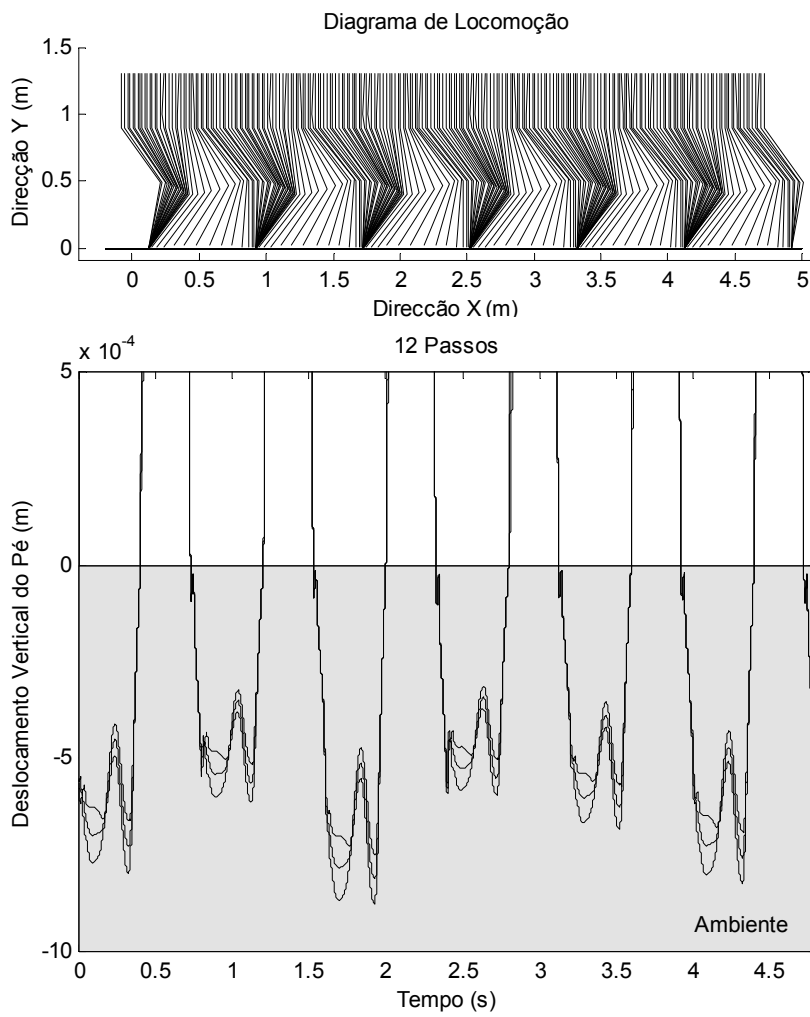 Diagrama de Locomoção
Direcção Y (m)
1.5
1
0.5
0
0 0.5 1 1.5 2 2.5 3 3.5 4 4.5 5
Direccão X (m)
x 10-4
12 Passos
Deslocamento Vertical do Pé (m)
5
0
-5
-10
Ambiente
0 0.5 1 1.5 2 2.5 3 3.5 4 4.5
Tempo (s)